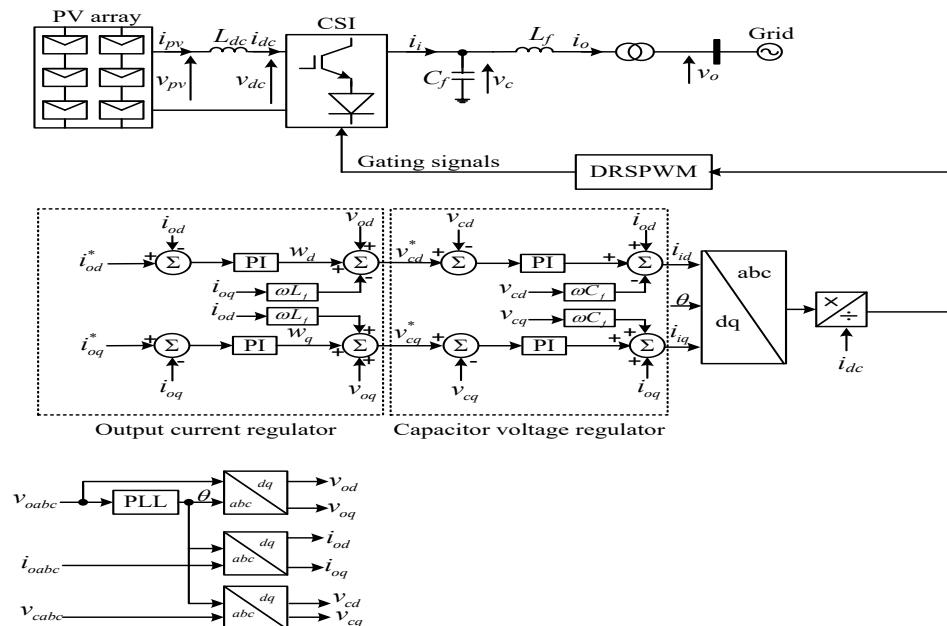 PV array
CSI
Grid
i_pv
L_dc
i_dc
i_i
L_f
i_o
v_pv
v_dc
C_f
v_c
v_o
Gating signals
DRSPWM
i_od
v_od
v_cd
i_od
+
-
+
+
-
+
-
+
+
-
i*_od
Σ
PI
w_d
Σ
v*_cd
Σ
PI
Σ
i_id
abc
i_oq
ωL_f
v_cd
ωC_f
θ
dq
×
÷
i_od
ωL_f
v_cq
ωC_f
i*_oq
Σ
PI
w_q
Σ
v*_cq
Σ
PI
Σ
i_iq
+
-
+
+
+
+
-
+
+
+
i_dc
i_oq
v_oq
v_cq
i_oq
Output current regulator
Capacitor voltage regulator
v_oabc
PLL
θ
dq
abc
v_od
v_oq
i_oabc
dq
abc
i_od
i_oq
v_cabc
dq
abc
v_cd
v_cq